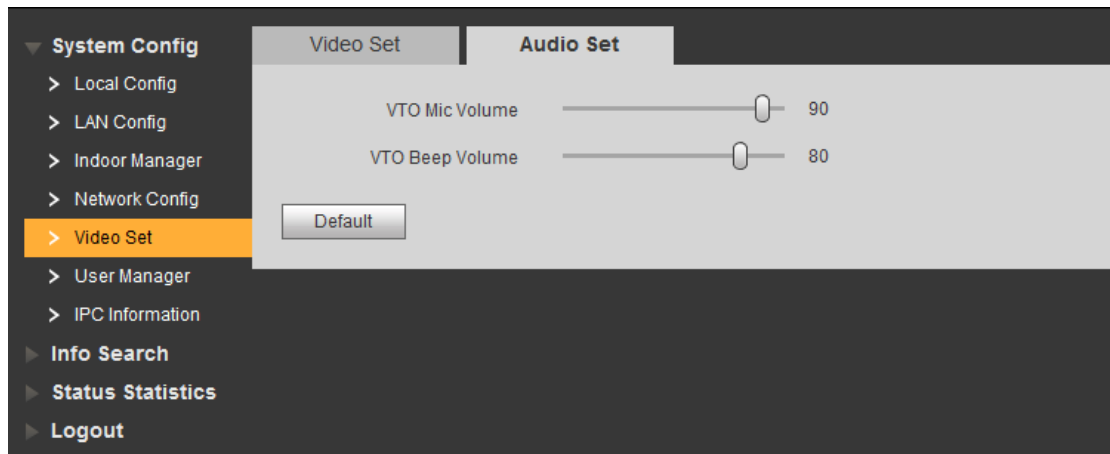 System Config
Local Config
LAN Config
Indoor Manager
Network Config
Video Set
User Manager
IPC Information
Info Search
Status Statistics
Logout
Video Set Audio Set
VTO Mic Volume 90
VTO Beep Volume 80
Default